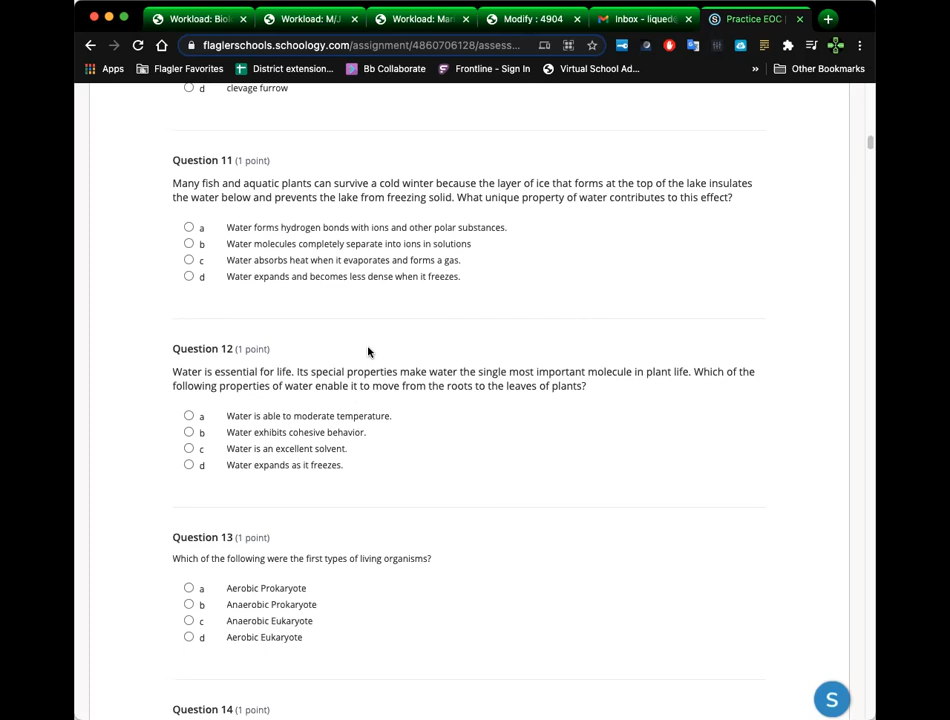 Workload: Biol
Workload: M/J
Workload: Mar
Modify : 4904
Inbox - liqued
Practice EOC |
flaglerschools.schoology.com/assignment/4860706128/assess...
Apps
Flagler Favorites
District extension...
Bb Collaborate
Frontline - Sign In
Virtual School Ad...
»
Other Bookmarks
d clevage furrow
Question 11 (1 point)
Many fish and aquatic plants can survive a cold winter because the layer of ice that forms at the top of the lake insulates
the water below and prevents the lake from freezing solid. What unique property of water contributes to this effect?
a Water forms hydrogen bonds with ions and other polar substances.
b Water molecules completely separate into ions in solutions
c Water absorbs heat when it evaporates and forms a gas.
d Water expands and becomes less dense when it freezes.
Question 12 (1 point)
Water is essential for life. Its special properties make water the single most important molecule in plant life. Which of the
following properties of water enable it to move from the roots to the leaves of plants?
a Water is able to moderate temperature.
b Water exhibits cohesive behavior.
c Water is an excellent solvent.
d Water expands as it freezes.
Question 13 (1 point)
Which of the following were the first types of living organisms?
a Aerobic Prokaryote
b Anaerobic Prokaryote
c Anaerobic Eukaryote
d Aerobic Eukaryote
Question 14 (1 point)
S